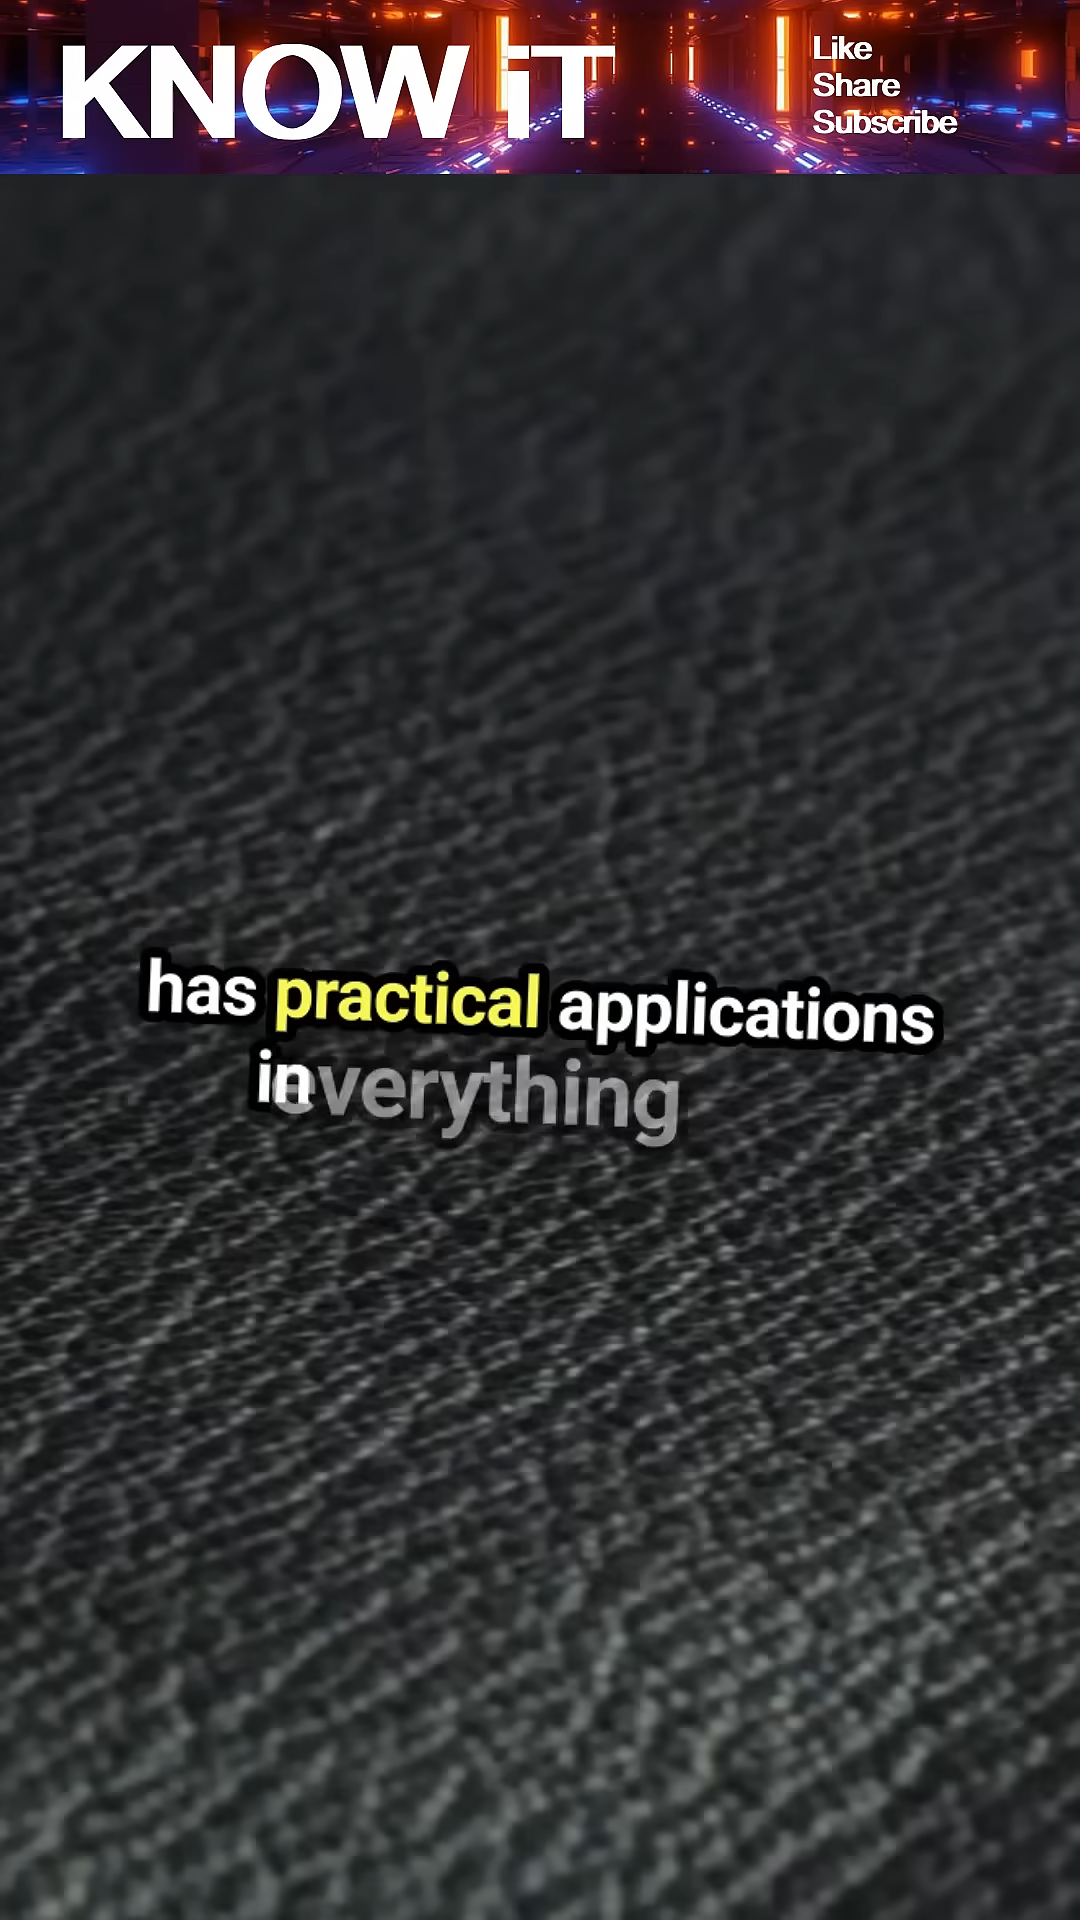 KNOW iT
Like
Share
Subscribe
has practical applications
in everything